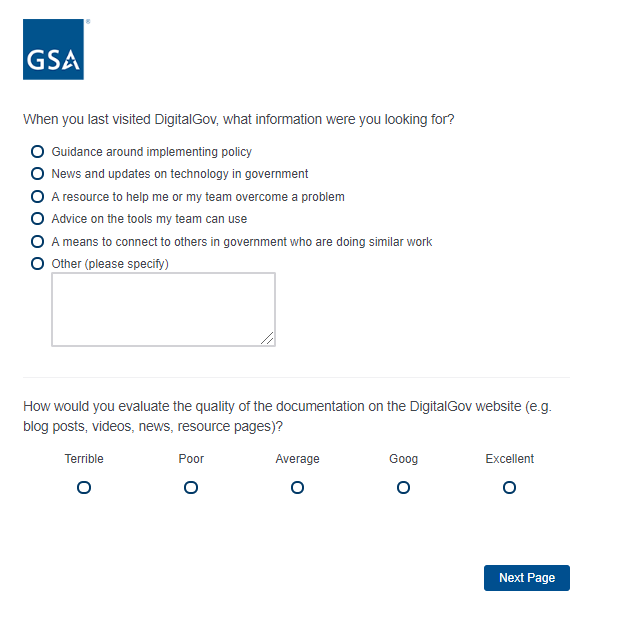 GSA
®
When you last visited DigitalGov, what information were you looking for?
Guidance around implementing policy
News and updates on technology in government
A resource to help me or my team overcome a problem
Advice on the tools my team can use
A means to connect to others in government who are doing similar work
Other (please specify)
How would you evaluate the quality of the documentation on the DigitalGov website (e.g.
blog posts, videos, news, resource pages)?
Terrible Poor Average Goog Excellent
Next Page